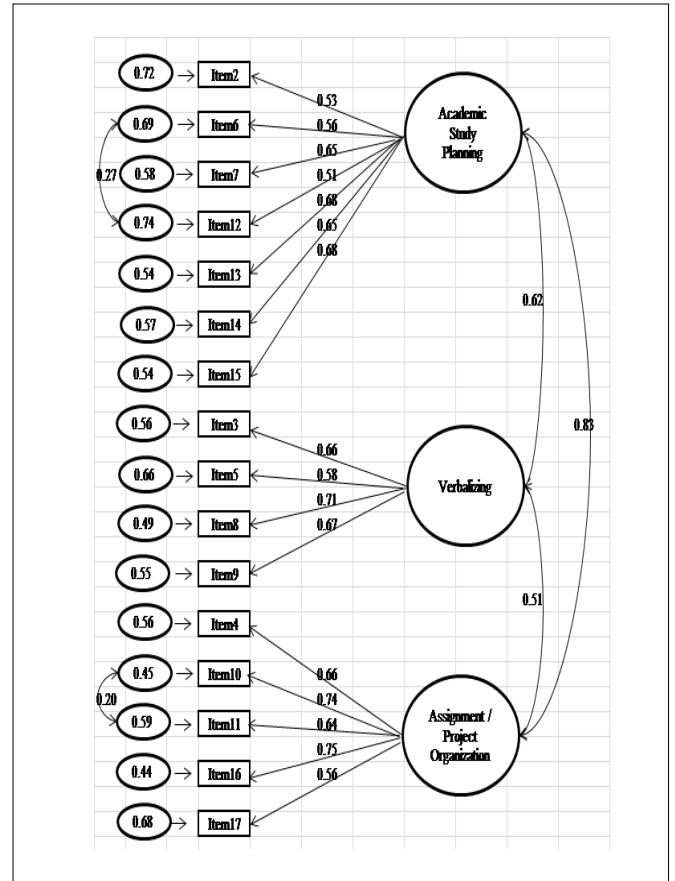 0.72 Item2
0.53
Academic
Study
Planning
0.69 Item6
0.56
0.65
0.27 0.58 Item7
0.51
0.68
0.74 Item12
0.65
0.68
0.54 Item13
0.62
0.57 Item14
0.54 Item15
0.56 Item3
0.83
0.66
0.66 Item5
0.58
Verbalizing
0.71
0.49 Item8
0.67
0.55 Item9
0.51
0.56 Item4
0.45 Item10
0.66
0.20
0.74
0.59 Item11
0.64
Assignment /
Project
Organization
0.75
0.44 Item16
0.56
0.68 Item17